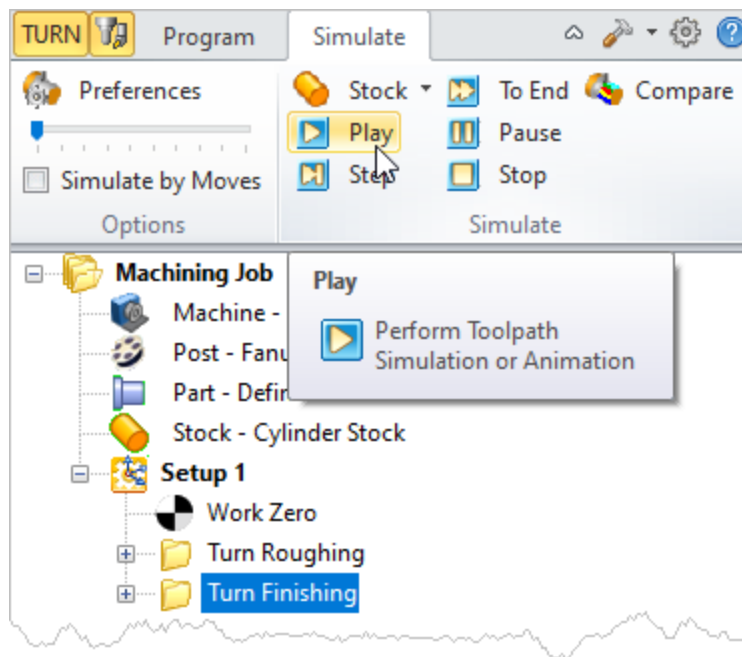 TURN Program Simulate
Preferences Stock To End Compare
Play Pause
Simulate by Moves Step Stop
Options Simulate
Machining Job
Play
Perform Toolpath
Simulation or Animation
Machine -
Post - Fanu
Part - Defin
Stock - Cylinder Stock
Setup 1
Work Zero
Turn Roughing
Turn Finishing